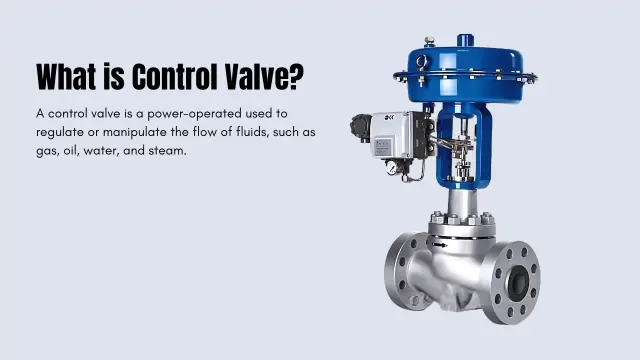 What is Control Valve?
A control valve is a power-operated used to
regulate or manipulate the flow of fluids, such as
gas, oil, water, and steam.